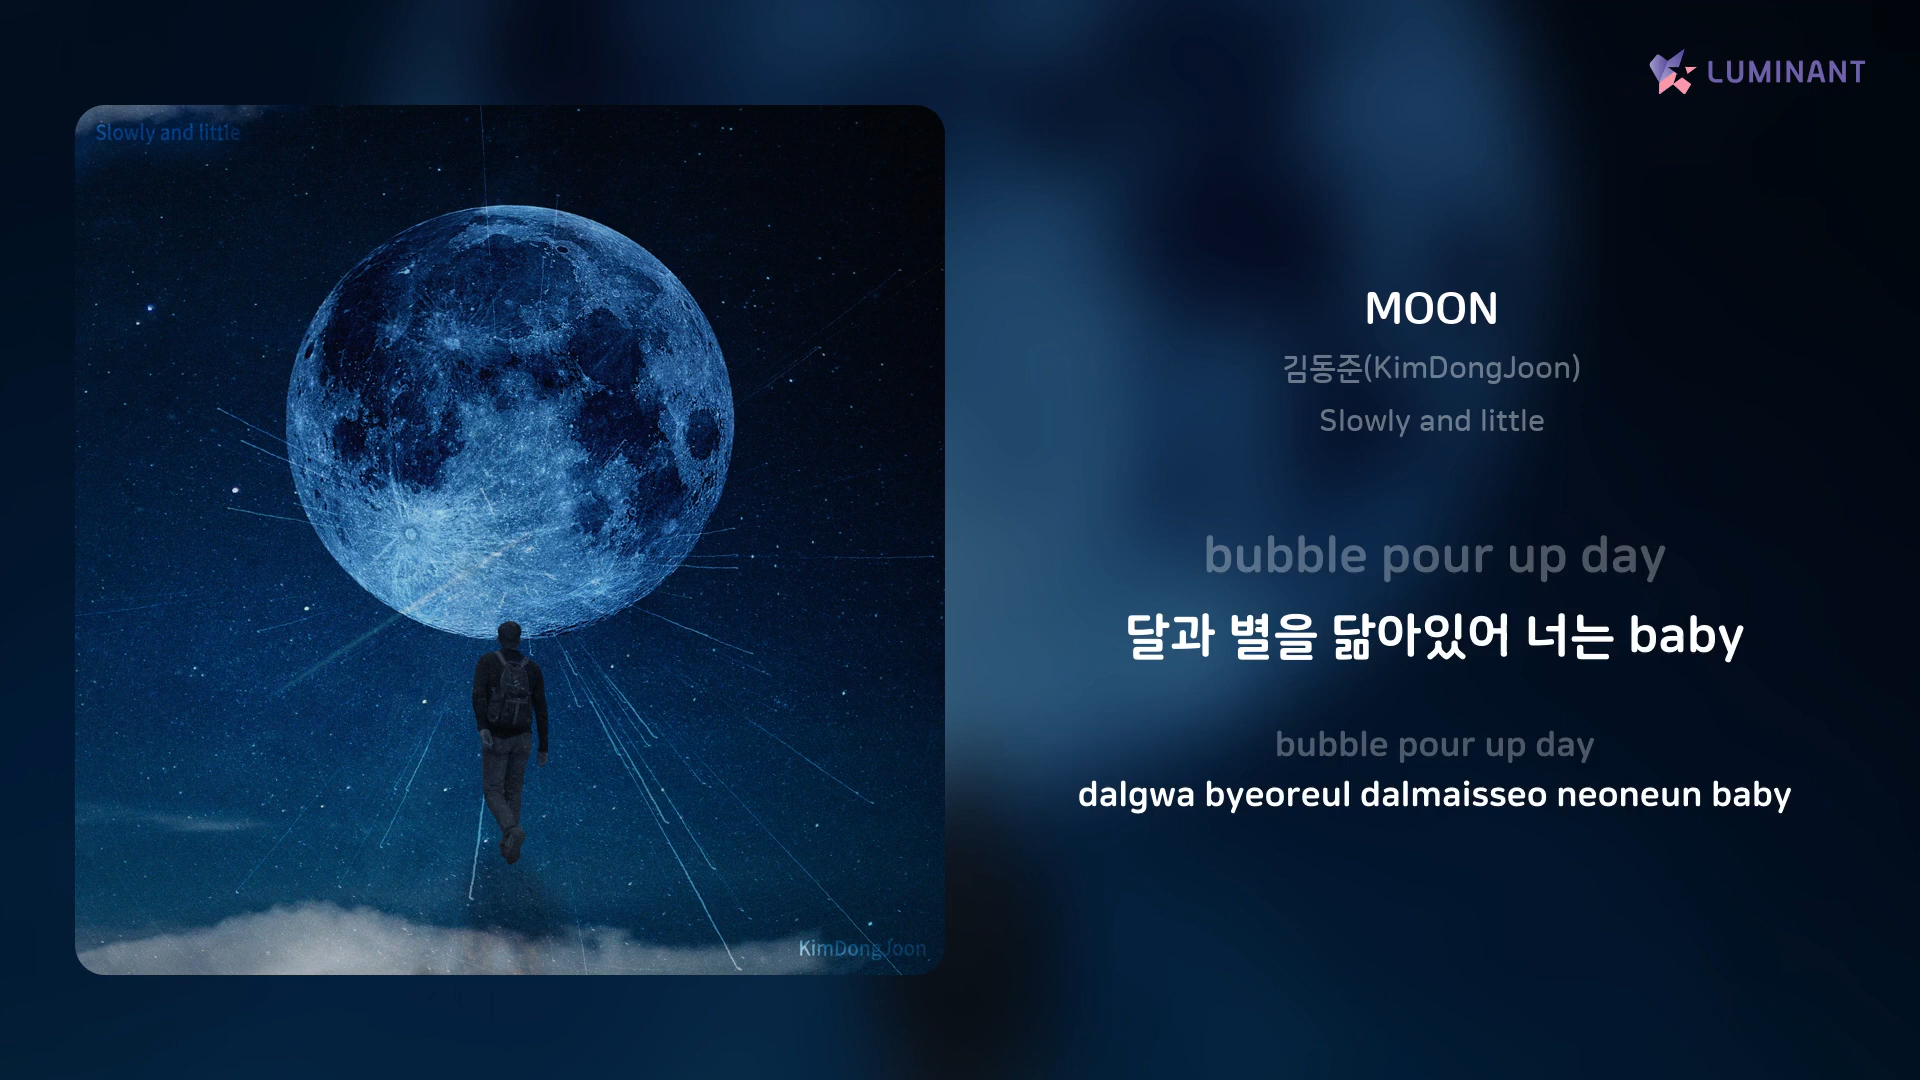 LUMINANT
Slowly and little
KimDongJoon
MOON
김동준(KimDongJoon)
Slowly and little
bubble pour up day
달과 별을 닮아있어 너는 baby
bubble pour up day
dalgwa byeoreul dalmaisseo neoneun baby